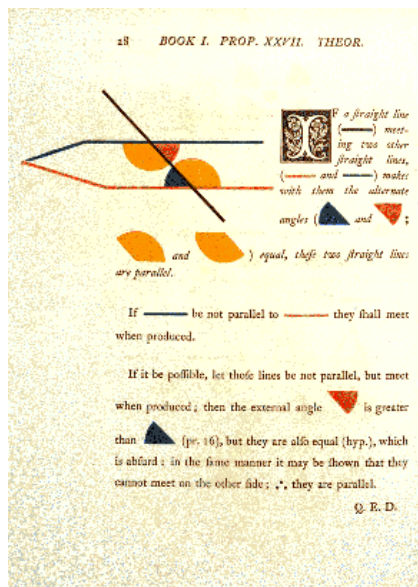 28 BOOK I. PROP. XXVII. THEOR.
IF a ſtraight line
( ) meet-
ing two other
ſtraight lines,
( and ) makes
with them the alternate
angles ( and ;
and ) equal, theſe two ſtraight lines
are parallel.
If be not parallel to they ſhall meet
when produced.
If it be poſſible, let thoſe lines be not parallel, but meet
when produced; then the external angle is greater
than (pr. 16), but they are alſo equal (hyp.), which
is abſurd: in the ſame manner it may be ſhown that they
cannot meet on the other ſide; ∴ they are parallel.
Q. E. D.